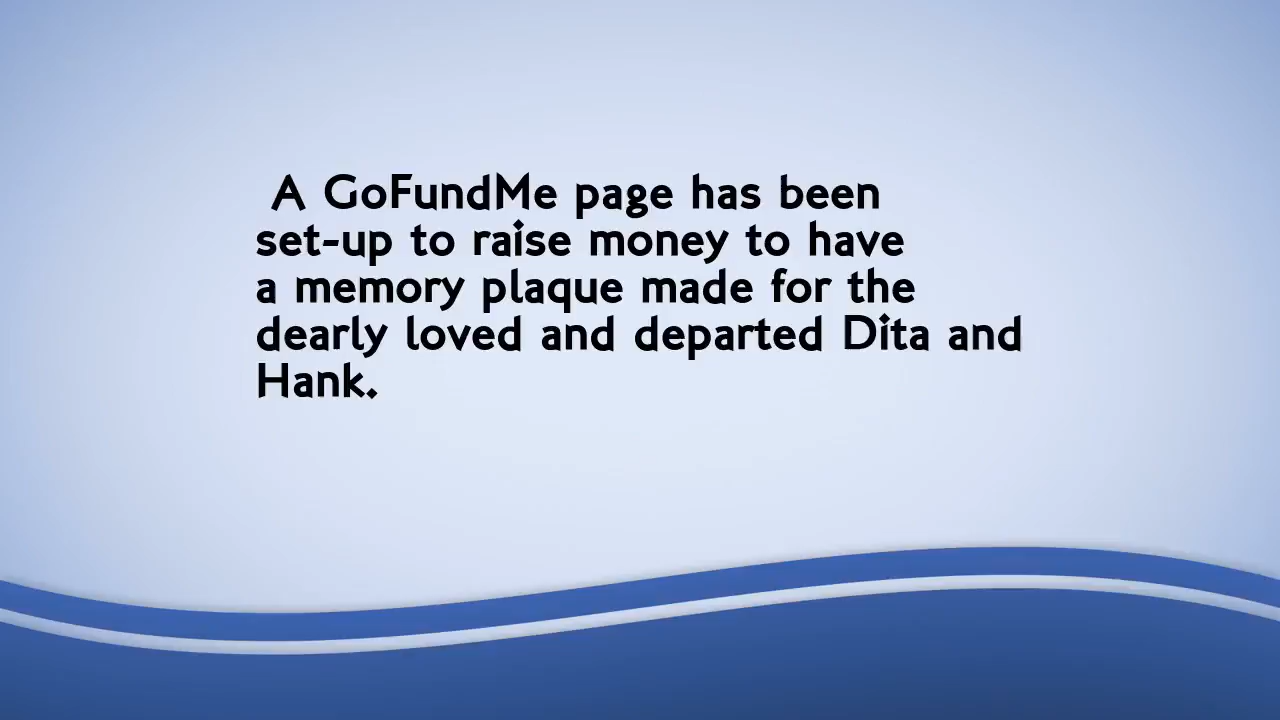 A GoFundMe page has been
set-up to raise money to have
a memory plaque made for the
dearly loved and departed Dita and
Hank.